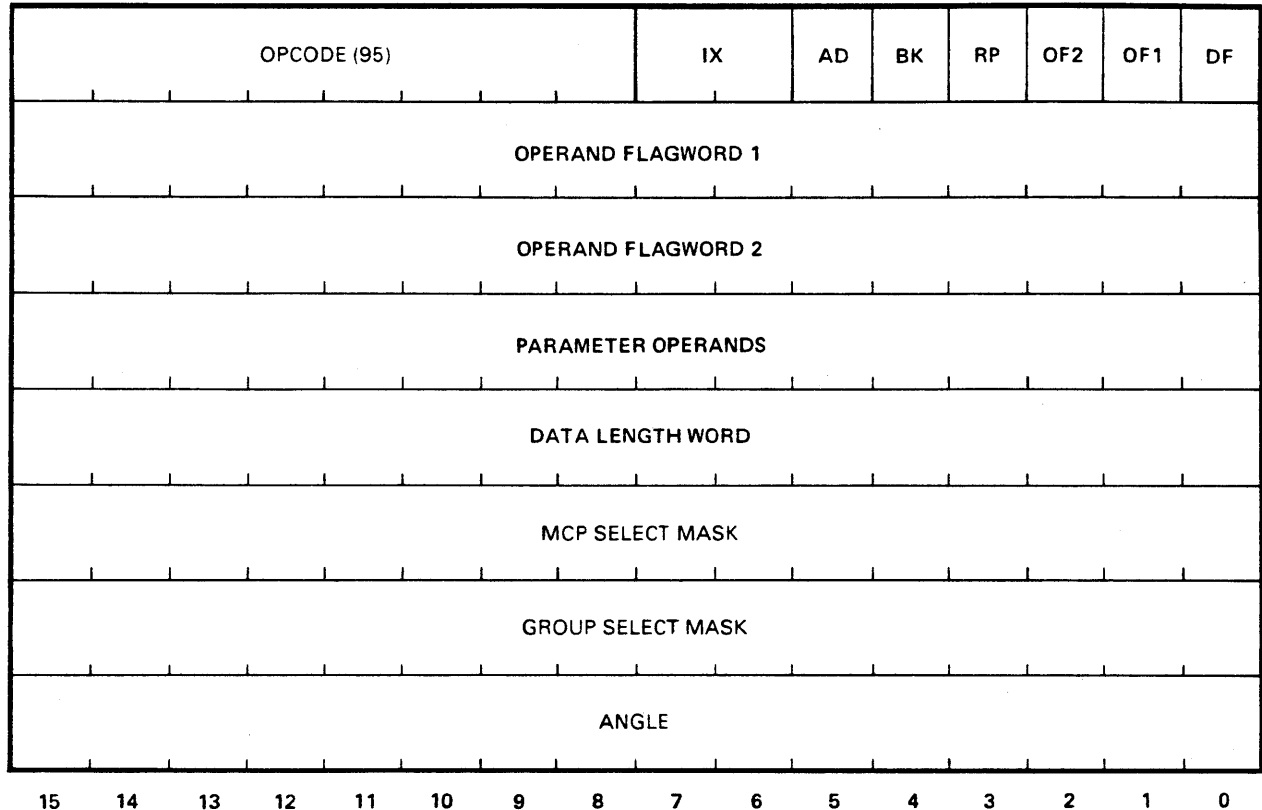 OPCODE (95) IX AD BK RP OF2 OF1 DF
OPERAND FLAGWORD 1
OPERAND FLAGWORD 2
PARAMETER OPERANDS
DATA LENGTH WORD
MCP SELECT MASK
GROUP SELECT MASK
ANGLE
15 14 13 12 11 10 9 8 7 6 5 4 3 2 1 0